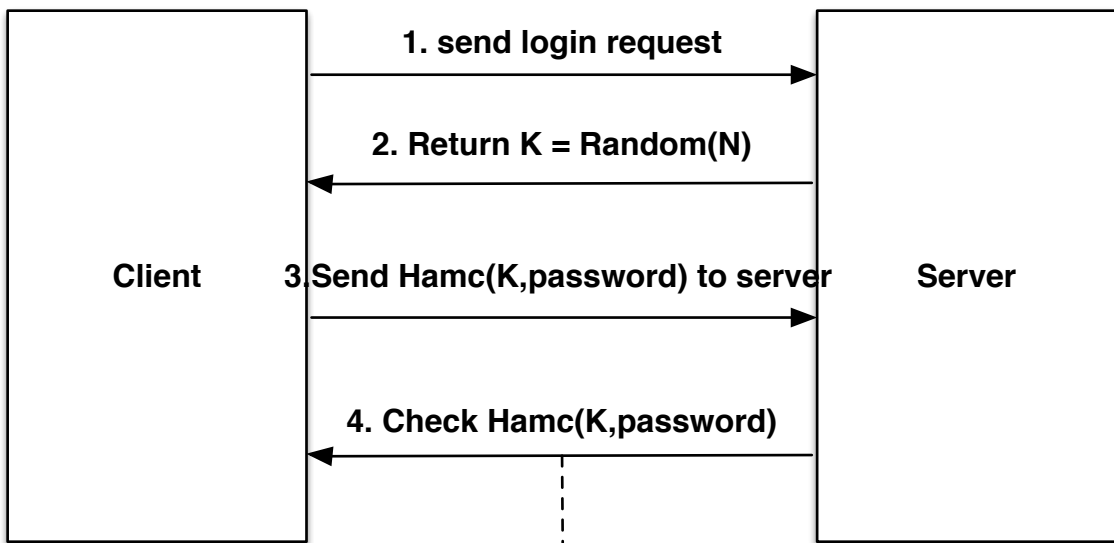 1. send login request
2. Return K = Random(N)
Client
3.Send Hamc(K,password) to server
Server
4. Check Hamc(K,password)